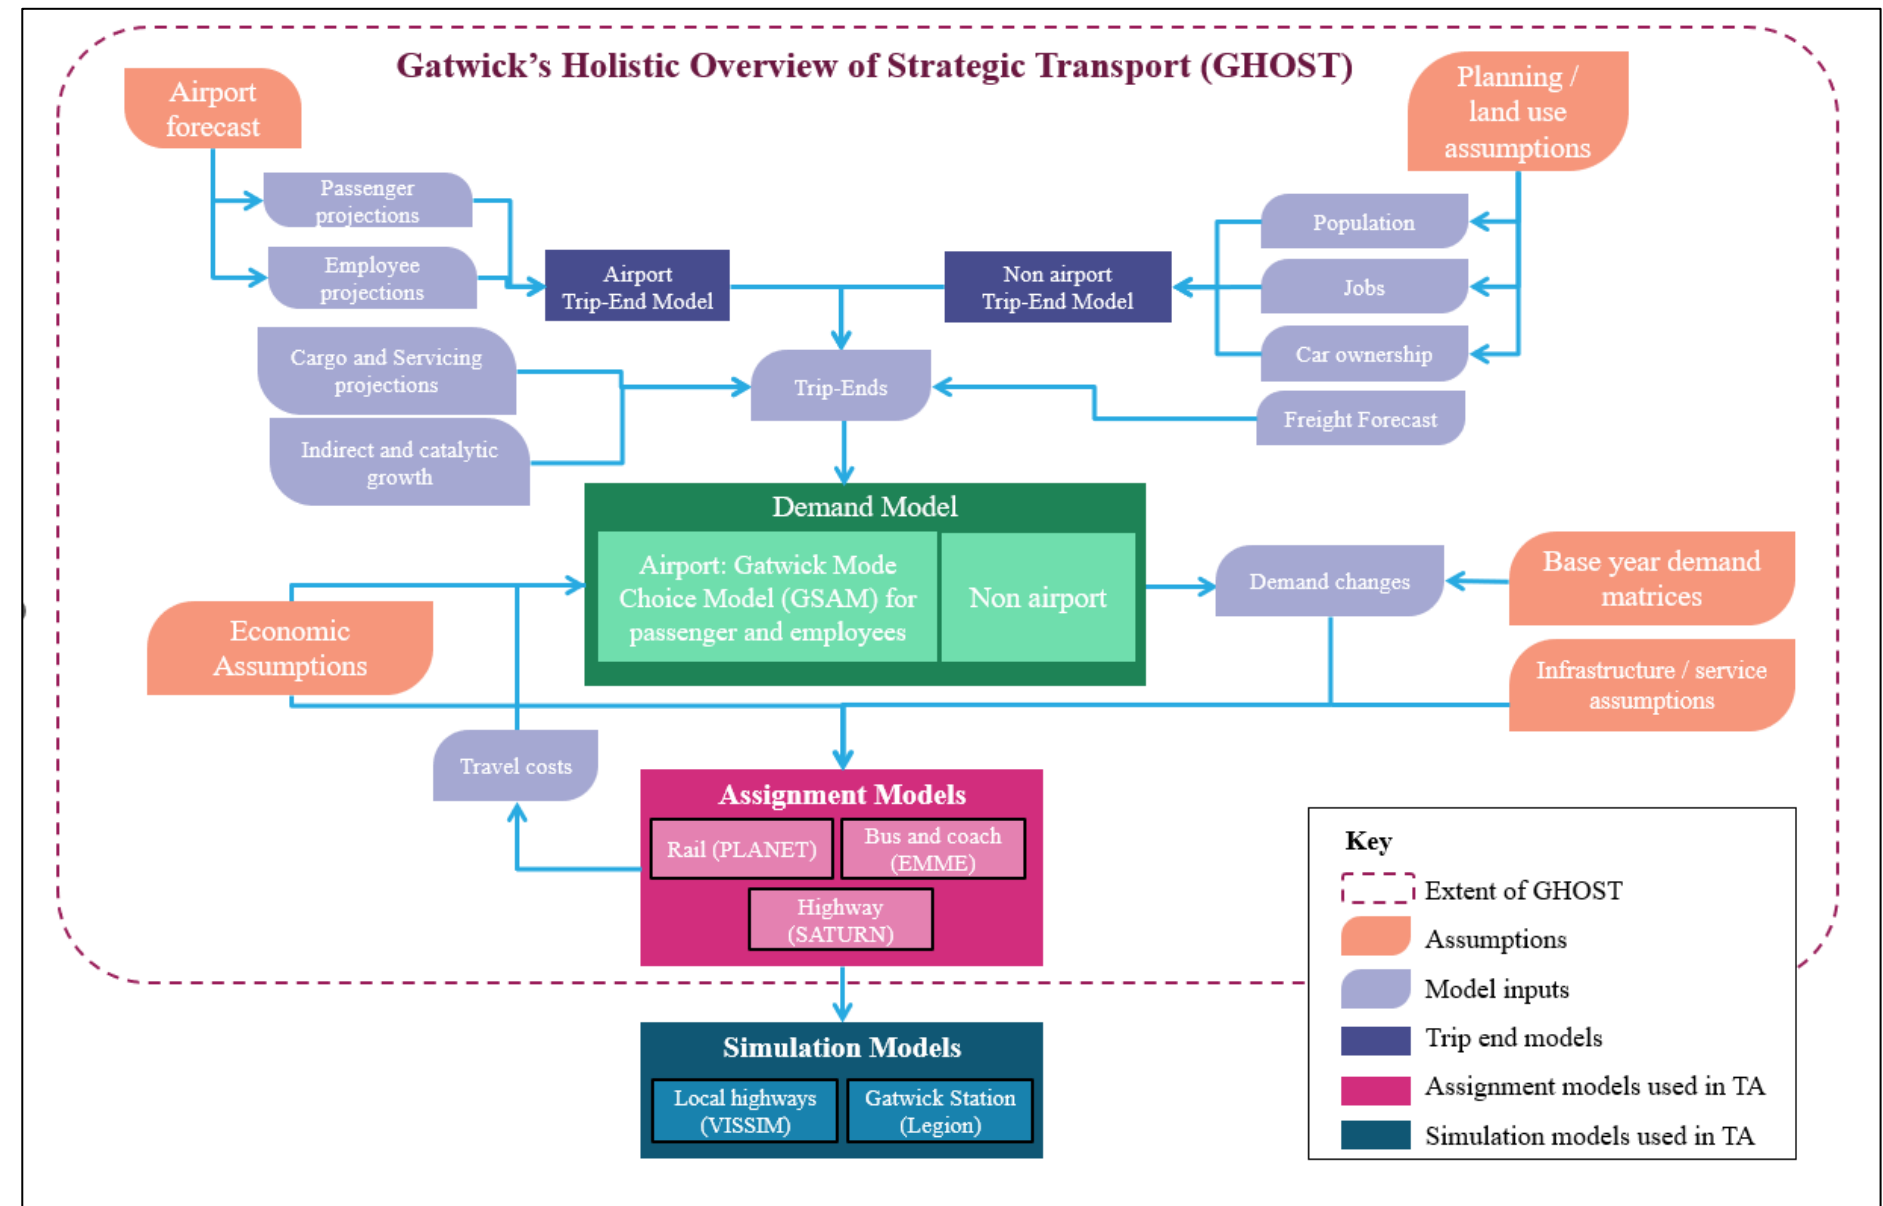 Gatwick's Holistic Overview of Strategic Transport (GHOST)
Airport
forecast
Planning /
land use
assumptions
Passenger
projections
Employee
projections
Airport
Trip-End Model
Non airport
Trip-End Model
Population
Jobs
Car ownership
Cargo and Servicing
projections
Trip-Ends
Freight Forecast
Indirect and catalytic
growth
Demand Model
Airport: Gatwick Mode
Choice Model (GSAM) for
passenger and employees
Non airport
Demand changes
Base year demand
matrices
Economic
Assumptions
Infrastructure / service
assumptions
Travel costs
Assignment Models
Rail (PLANET)
Bus and coach
(EMME)
Highway
(SATURN)
Simulation Models
Local highways
(VISSIM)
Gatwick Station
(Legion)
Key
Extent of GHOST
Assumptions
Model inputs
Trip end models
Assignment models used in TA
Simulation models used in TA